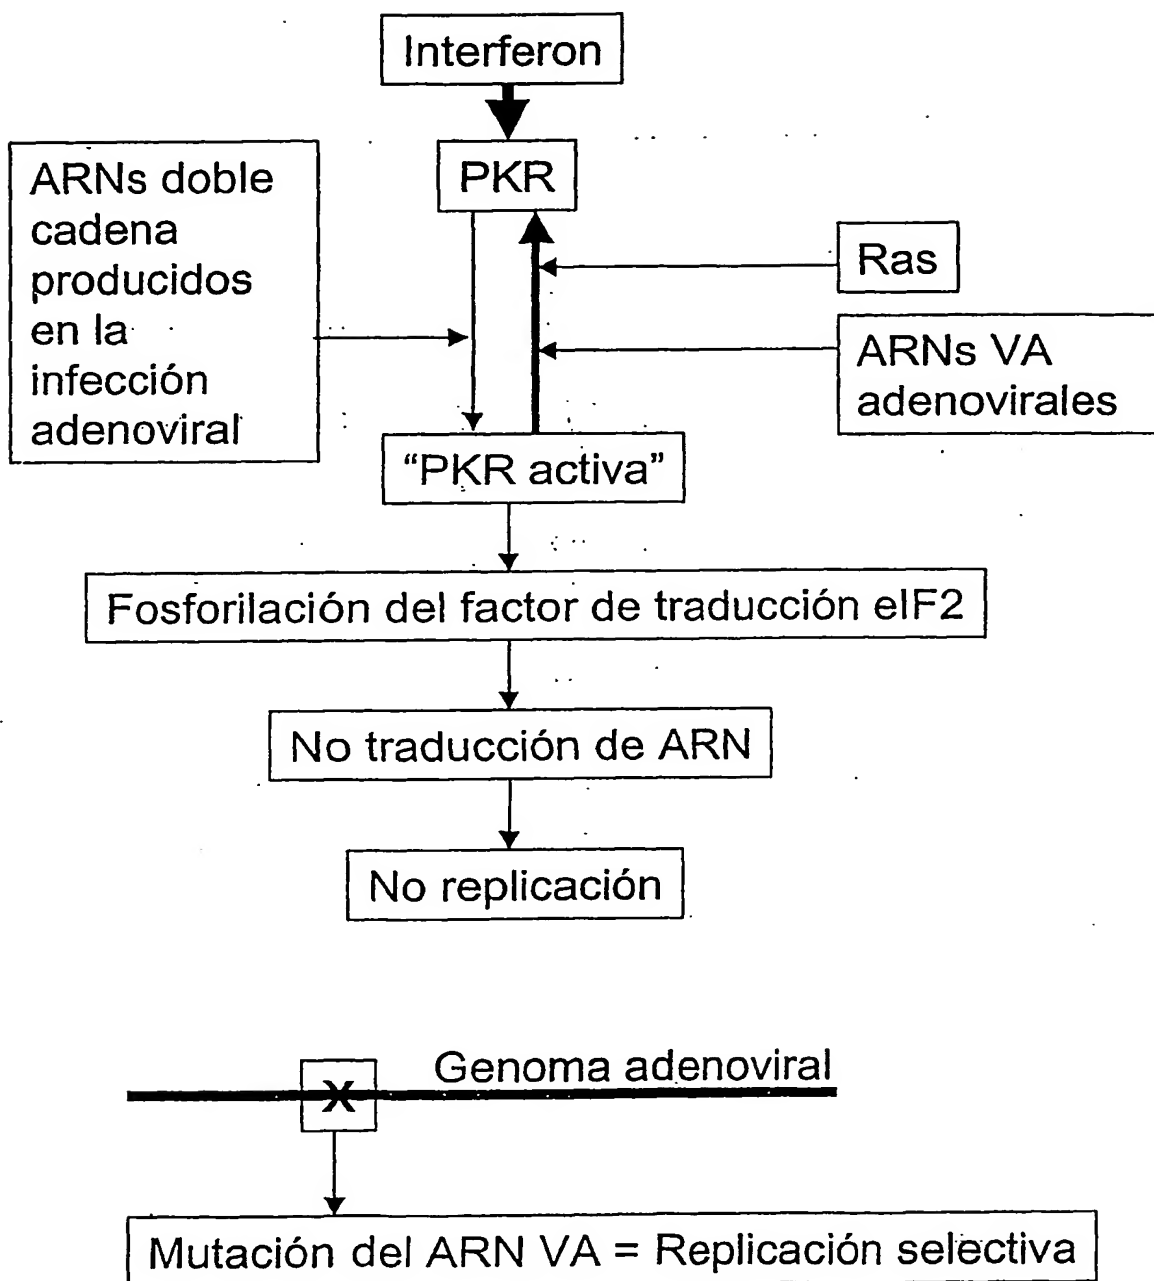 Interferon
PKR
ARNs doble
cadena
producidos
en la
infección
adenoviral
Ras
ARNs VA
adenovirales
“PKR activa”
Fosforilación del factor de traducción eIF2
No traducción de ARN
No replicación
Genoma adenoviral
X
Mutación del ARN VA = Replicación selectiva